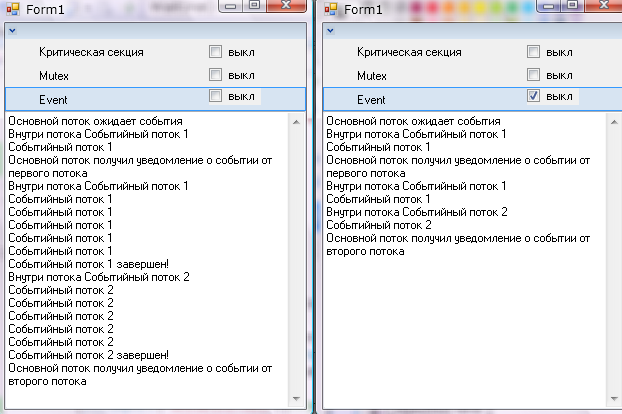 Form1
Критическая секция выкл
Mutex выкл
Event выкл
Основной поток ожидает события
Внутри потока Событийный поток 1
Событийный поток 1
Основной поток получил уведомление о событии от
первого потока
Внутри потока Событийный поток 1
Событийный поток 1
Событийный поток 1
Событийный поток 1
Событийный поток 1
Событийный поток 1
Событийный поток 1 завершен!
Внутри потока Событийный поток 2
Событийный поток 2
Событийный поток 2
Событийный поток 2
Событийный поток 2
Событийный поток 2
Событийный поток 2 завершен!
Основной поток получил уведомление о событии от
второго потока
Form1
Критическая секция выкл
Mutex выкл
Event выкл
Основной поток ожидает события
Внутри потока Событийный поток 1
Событийный поток 1
Основной поток получил уведомление о событии от
первого потока
Внутри потока Событийный поток 1
Событийный поток 1
Внутри потока Событийный поток 2
Событийный поток 2
Основной поток получил уведомление о событии от
второго потока